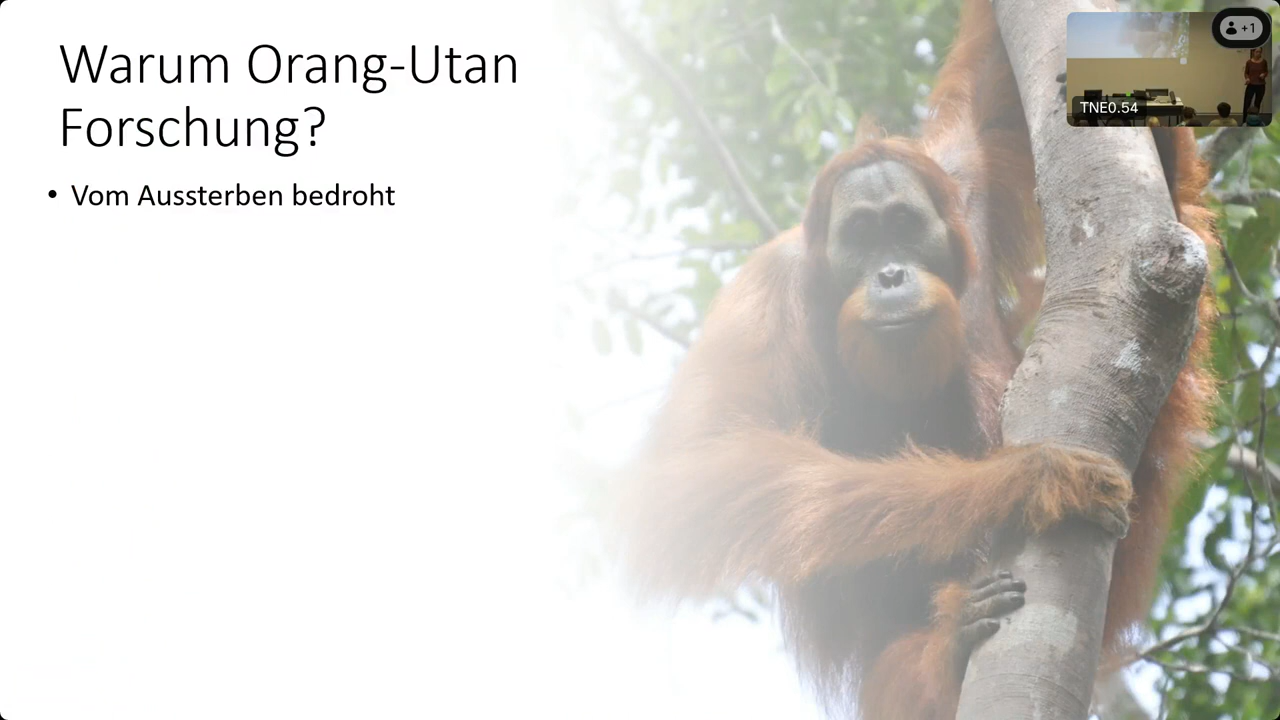 Warum Orang-Utan
Forschung?
• Vom Aussterben bedroht
+1
TNE0.54